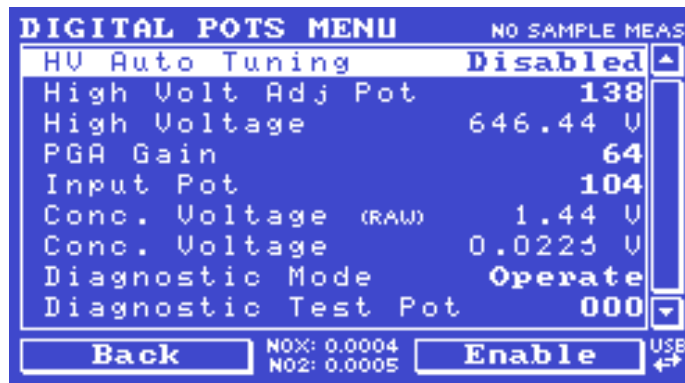 DIGITAL POTS MENU NO SAMPLE MEAS
HV Auto Tuning Disabled
High Volt Adj Pot 138
High Voltage 646.44 V
PGA Gain 64
Input Pot 104
Conc. Voltage (RAW) 1.44 V
Conc. Voltage V
Diagnostic Mode Operate
Diagnostic Test Pot 000
Back NOX: 0.0004 Enable USB
NO2: 0.0005